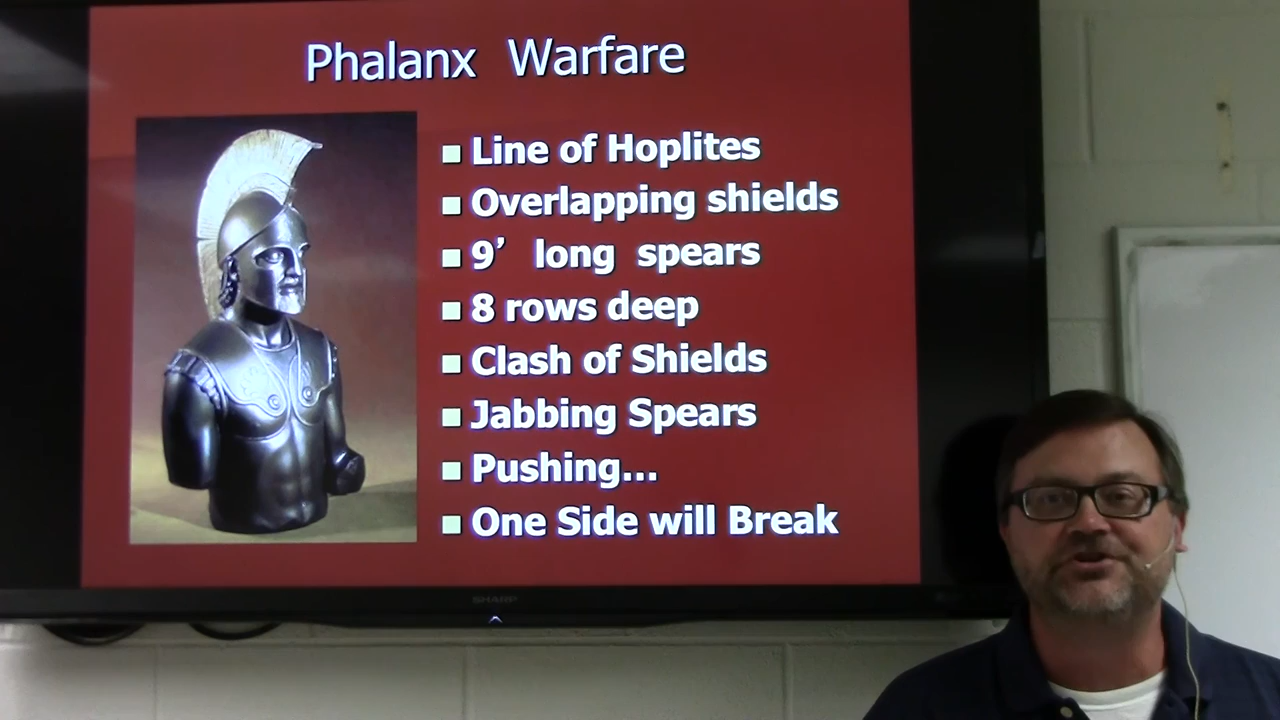 Phalanx Warfare
Line of Hoplites
Overlapping shields
9’ long spears
8 rows deep
Clash of Shields
Jabbing Spears
Pushing...
One Side will Break
SHARP